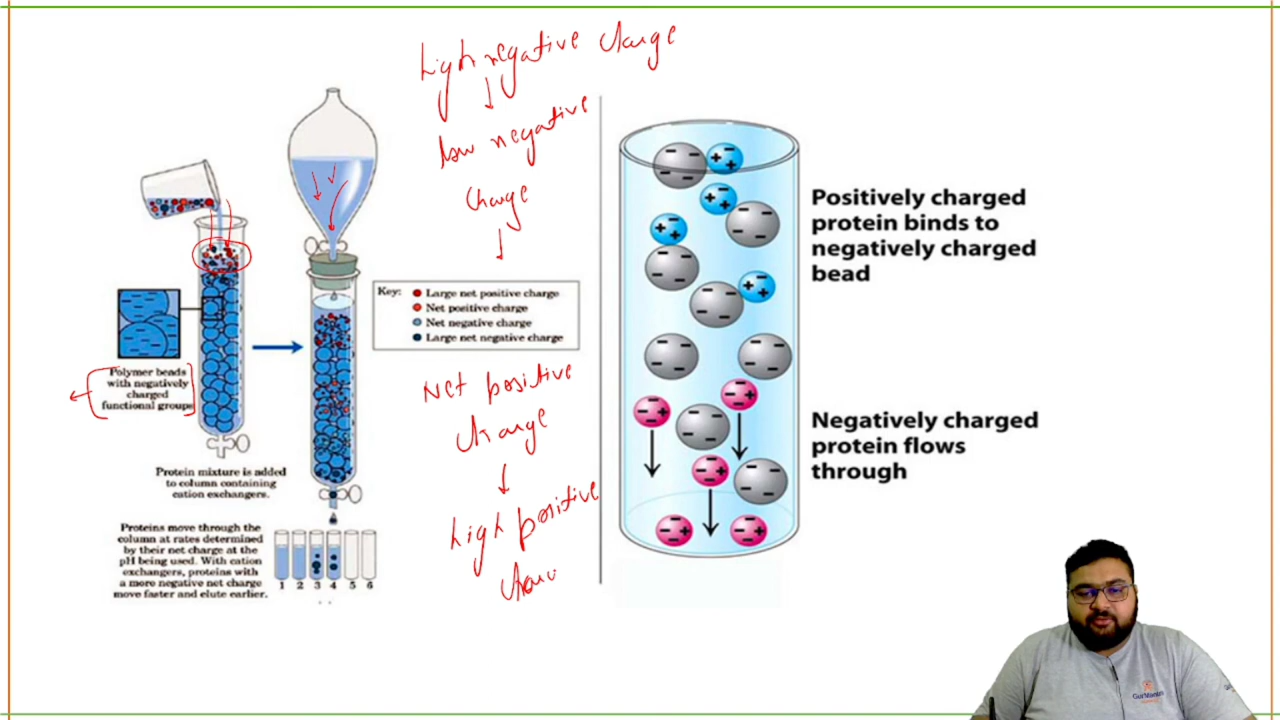 high negative charge
low negative
charge
Net positive
charge
high positive
Key:
Large net positive charge
Net positive charge
Net negative charge
Large net negative charge
Polymer beads
with negatively
charged
functional groups
Protein mixture is added
to column containing
cation exchangers.
Proteins move through the
column at rates determined
by their net charge at the
pH being used. With cation
exchangers, proteins with
a more negative net charge
move faster and elute earlier.
1 2 3 4 5 6
Positively charged
protein binds to
negatively charged
bead
Negatively charged
protein flows
through